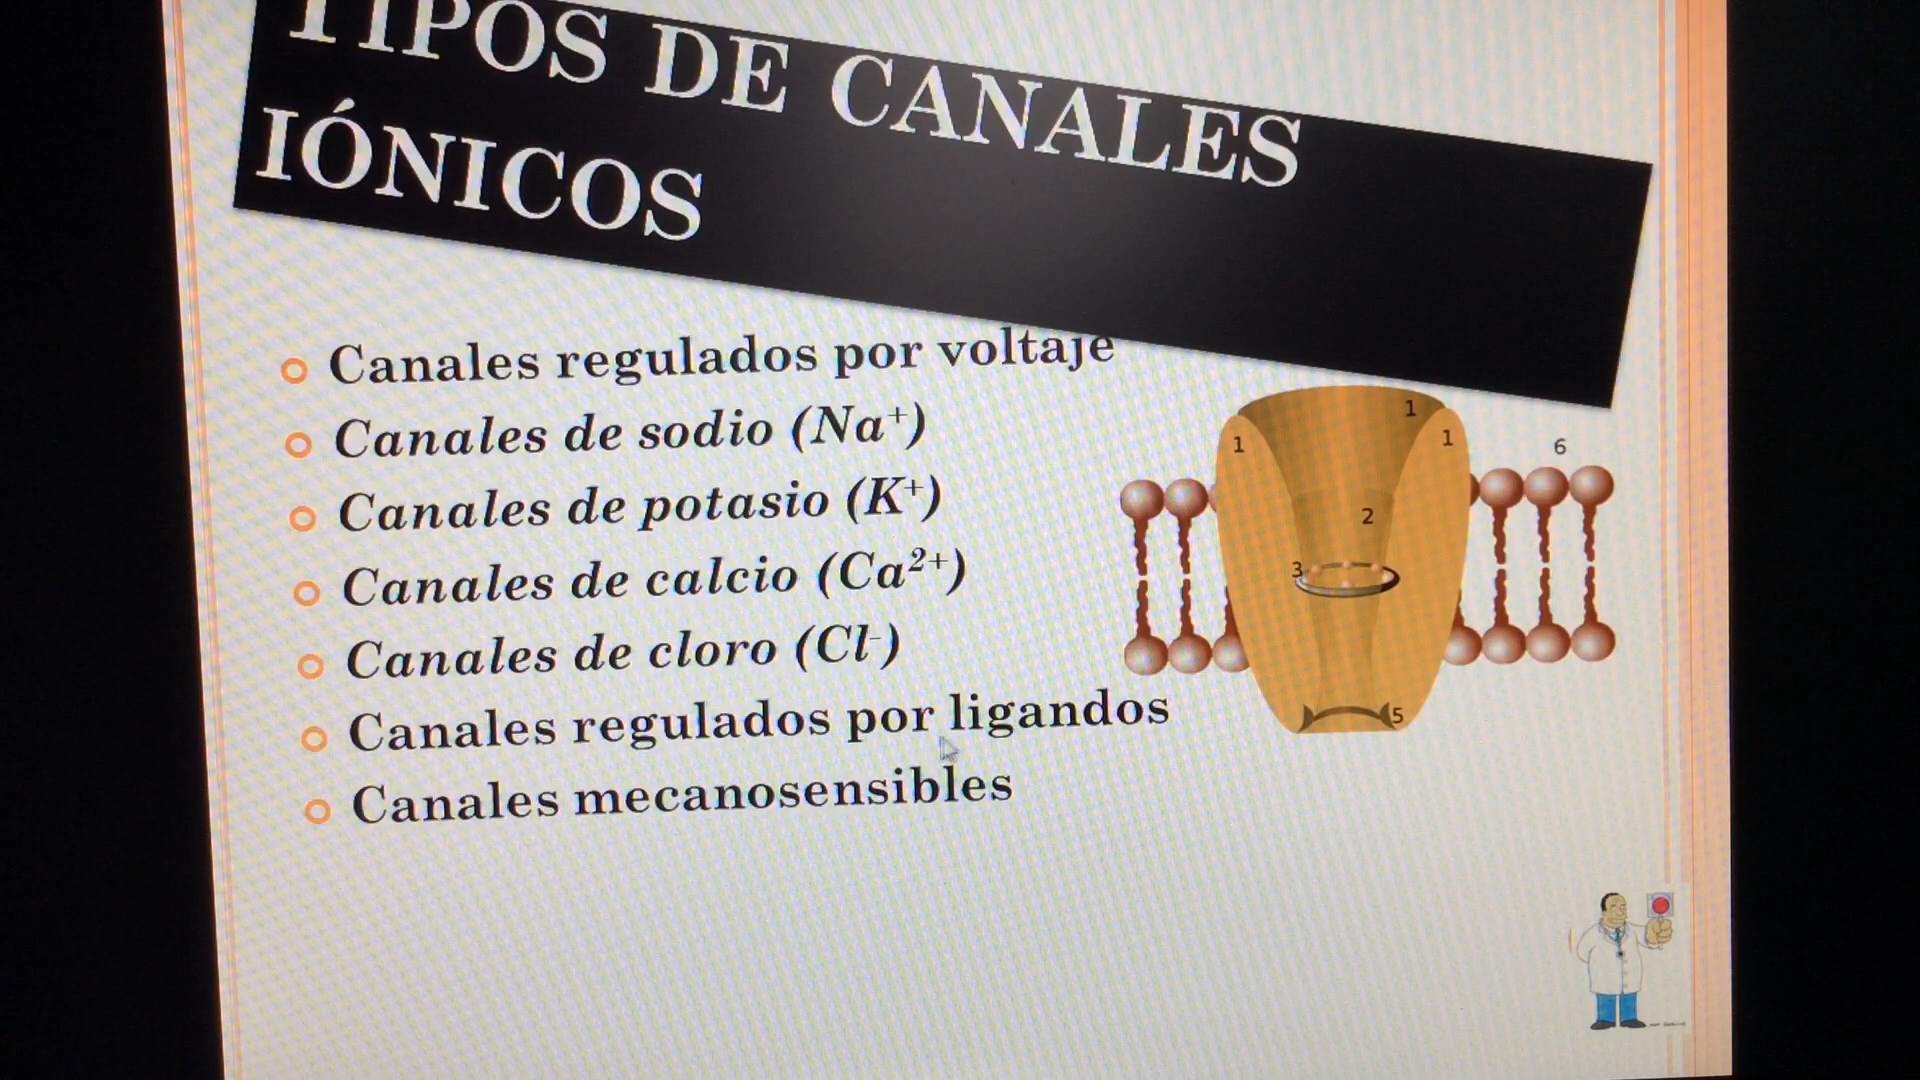 TIPOS DE CANALES
IÓNICOS
Canales regulados por voltaje
Canales de sodio (Na⁺)
Canales de potasio (K⁺)
Canales de calcio (Ca²⁺)
Canales de cloro (Cl⁻)
Canales regulados por ligandos
Canales mecanosensibles
1
1
1
6
2
3
5